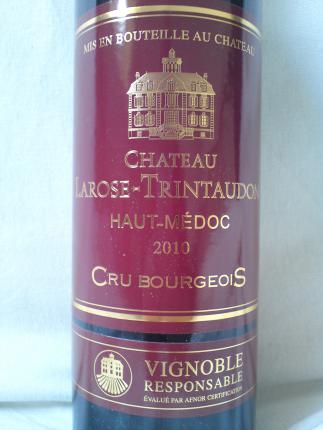 MIS EN BOUTEILLE AU CHATEAU
CHATEAU
LAROSE-TRINTAUDON
HAUT-MÉDOC
2010
CRU BOURGEOIS
VIGNOBLE
RESPONSABLE
ÉVALUÉ PAR AFNOR CERTIFICATION